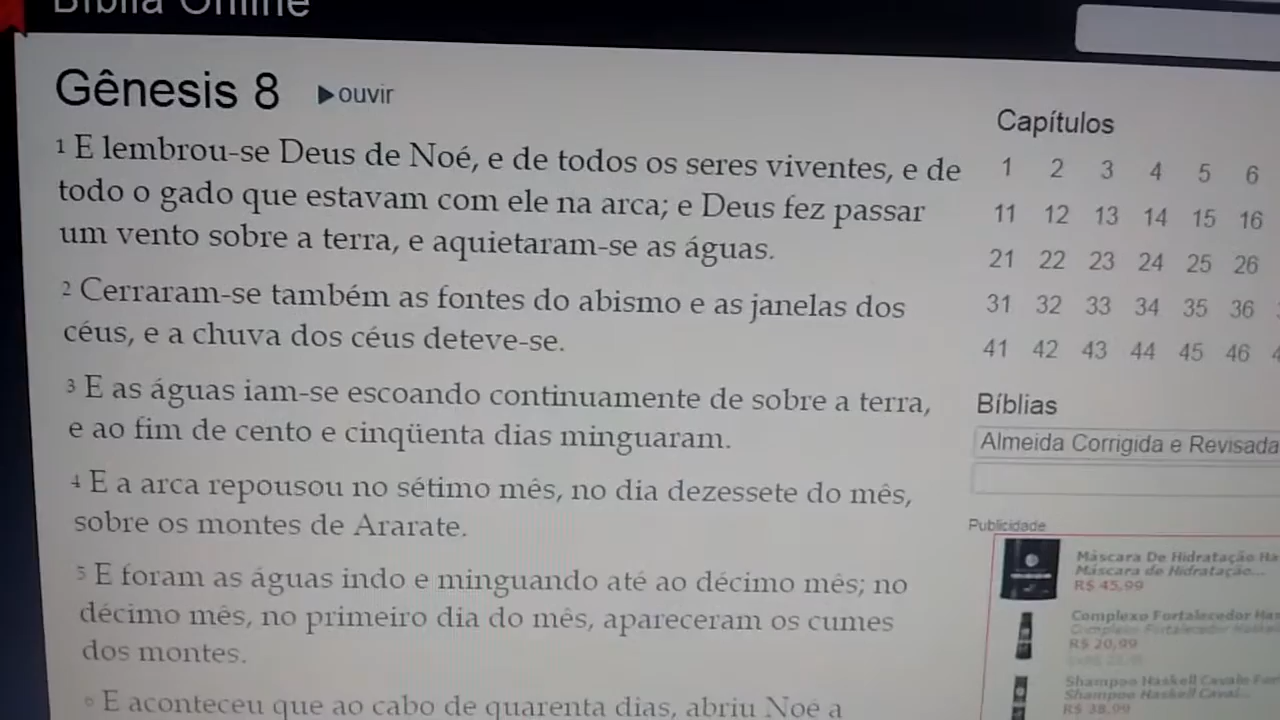 Bíblia Online
Gênesis 8 ▶ouvir
1 E lembrou-se Deus de Noé, e de todos os seres viventes, e de
todo o gado que estavam com ele na arca; e Deus fez passar
um vento sobre a terra, e aquietaram-se as águas.
2 Cerraram-se também as fontes do abismo e as janelas dos
céus, e a chuva dos céus deteve-se.
3 E as águas iam-se escoando continuamente de sobre a terra,
e ao fim de cento e cinqüenta dias minguaram.
4 E a arca repousou no sétimo mês, no dia dezessete do mês,
sobre os montes de Ararate.
5 E foram as águas indo e minguando até ao décimo mês; no
décimo mês, no primeiro dia do mês, apareceram os cumes
dos montes.
6 E aconteceu que ao cabo de quarenta dias, abriu Noé a
Capítulos
1 2 3 4 5 6
11 12 13 14 15 16
21 22 23 24 25 26
31 32 33 34 35 36
41 42 43 44 45 46
Bíblias
Almeida Corrigida e Revisada
Publicidade
Máscara De Hidratação Ha
Máscara de Hidratação...
R$ 45,99
Complexo Fortalecedor Has
Complexo Fortalecedor
R$ 20,99
Shampoo Haskell Cavalo For
Shampoo Haskell Caval...
R$ 38,99